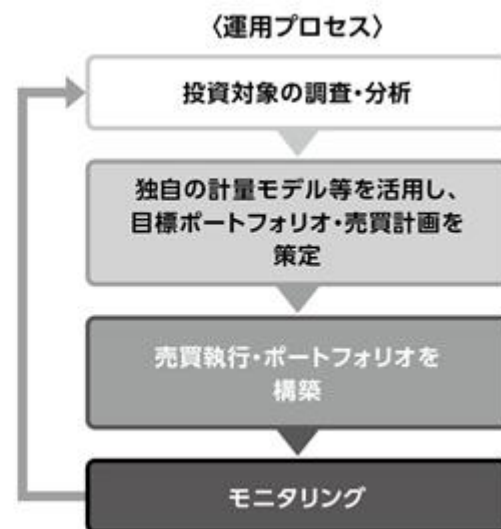 〈運用プロセス〉
投資対象の調査・分析
独自の計量モデル等を活用し、
目標ポートフォリオ・売買計画を
策定
売買執行・ポートフォリオを
構築
モニタリング